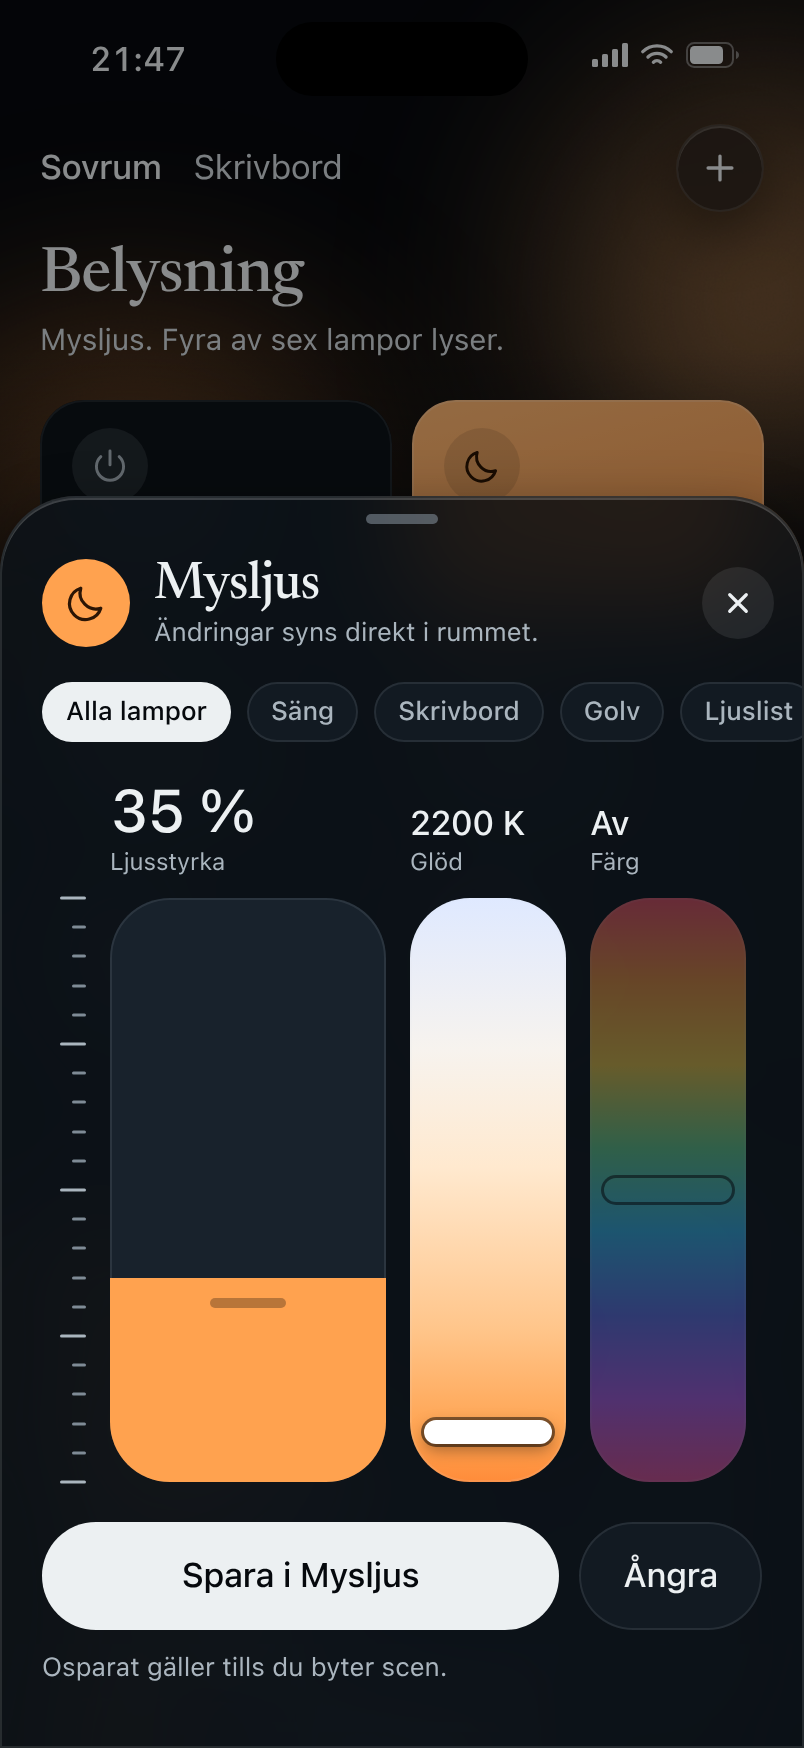 21:47
Sovrum Skrivbord
Belysning
Mysljus. Fyra av sex lampor lyser.
Mysljus
Ändringar syns direkt i rummet.
Alla lampor Säng Skrivbord Golv Ljuslist
35 % 2200 K Av
Ljusstyrka Glöd Färg
Spara i Mysljus Ångra
Osparat gäller tills du byter scen.